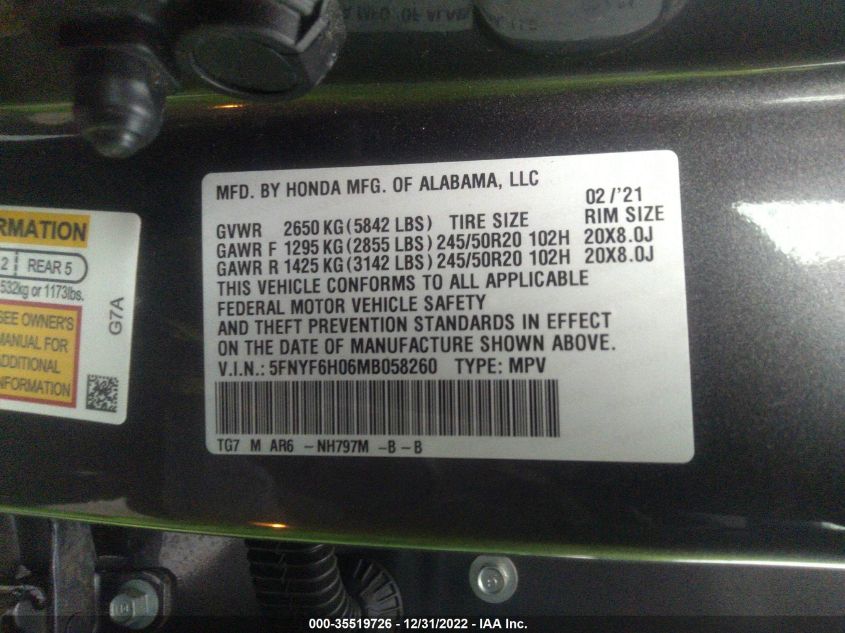 MFG. OF ALABAMA
MFD. BY HONDA MFG. OF ALABAMA, LLC
02/'21
GVWR 2650 KG (5842 LBS) TIRE SIZE RIM SIZE
GAWR F 1295 KG (2855 LBS) 245/50R20 102H 20X8.0J
GAWR R 1425 KG (3142 LBS) 245/50R20 102H 20X8.0J
THIS VEHICLE CONFORMS TO ALL APPLICABLE
FEDERAL MOTOR VEHICLE SAFETY
AND THEFT PREVENTION STANDARDS IN EFFECT
ON THE DATE OF MANUFACTURE SHOWN ABOVE.
V.I.N.: 5FNYF6H06MB058260 TYPE: MPV
TG7 M AR6 -NH797M -B-B
2 REAR 5
532kg or 1173lbs.
SEE OWNER'S
MANUAL FOR
ADDITIONAL
INFORMATION
G7A
000-35519726 - 12/31/2022 - IAA Inc.